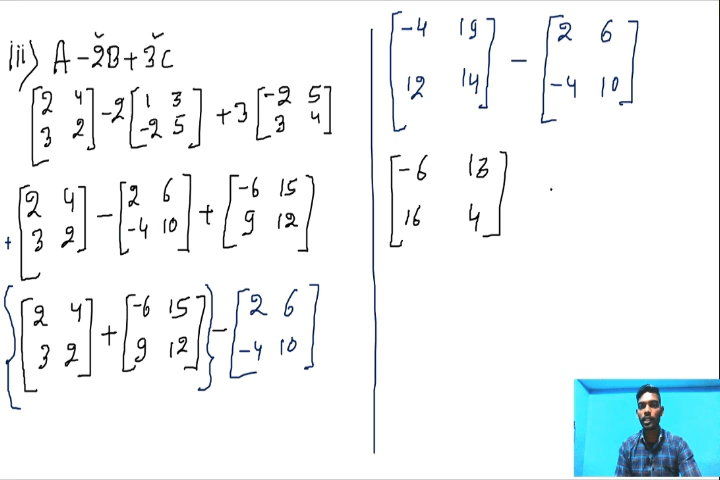 iii) A - 2B + 3C
[2 4
3 2] - 2 [1 3
-2 5] + 3 [-2 5
3 4]
+ [2 4
3 2] - [2 6
-4 10] + [-6 15
9 12]
{[2 4
3 2] + [-6 15
9 12]} - [2 6
-4 10]
[-4 19
12 14] - [2 6
-4 10]
[-6 13
16 4]